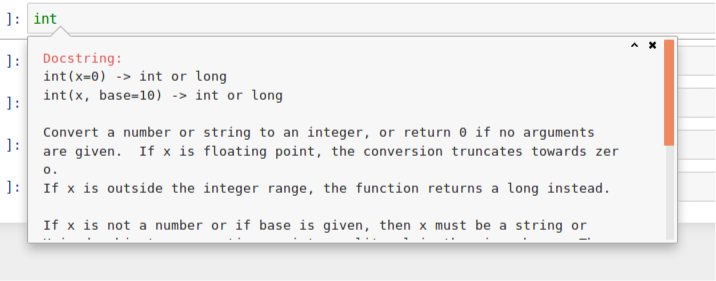 ]: int
]:
Docstring:
int(x=0) -> int or long
]:
int(x, base=10) -> int or long
Convert a number or string to an integer, or return 0 if no arguments
]:
are given.  If x is floating point, the conversion truncates towards zer
o.
]:
If x is outside the integer range, the function returns a long instead.
If x is not a number or if base is given, then x must be a string or